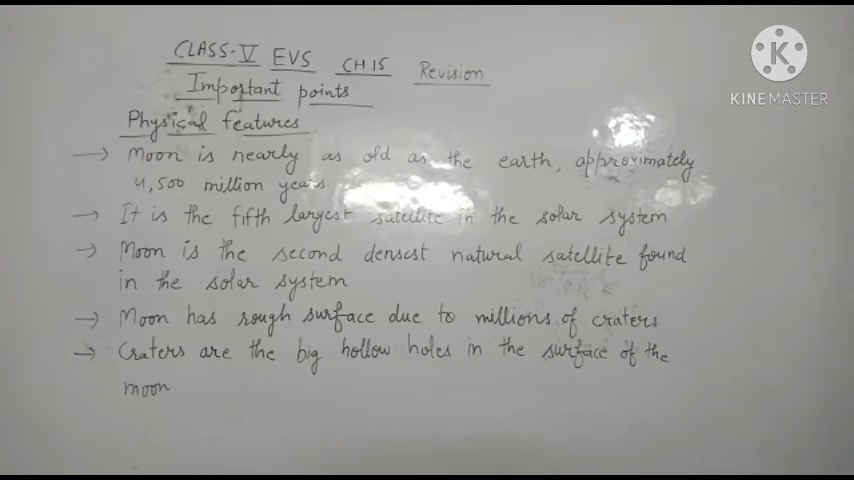 CLASS-V EVS CH 15 Revision
Important points
Physical features
→ Moon is nearly as old as the earth, approximately
4,500 million years
→ It is the fifth largest satellite in the solar system
→ Moon is the second densest natural satellite found
in the solar system
→ Moon has rough surface due to millions of craters
→ Craters are the big hollow holes in the surface of the
moon
K
KINEMASTER